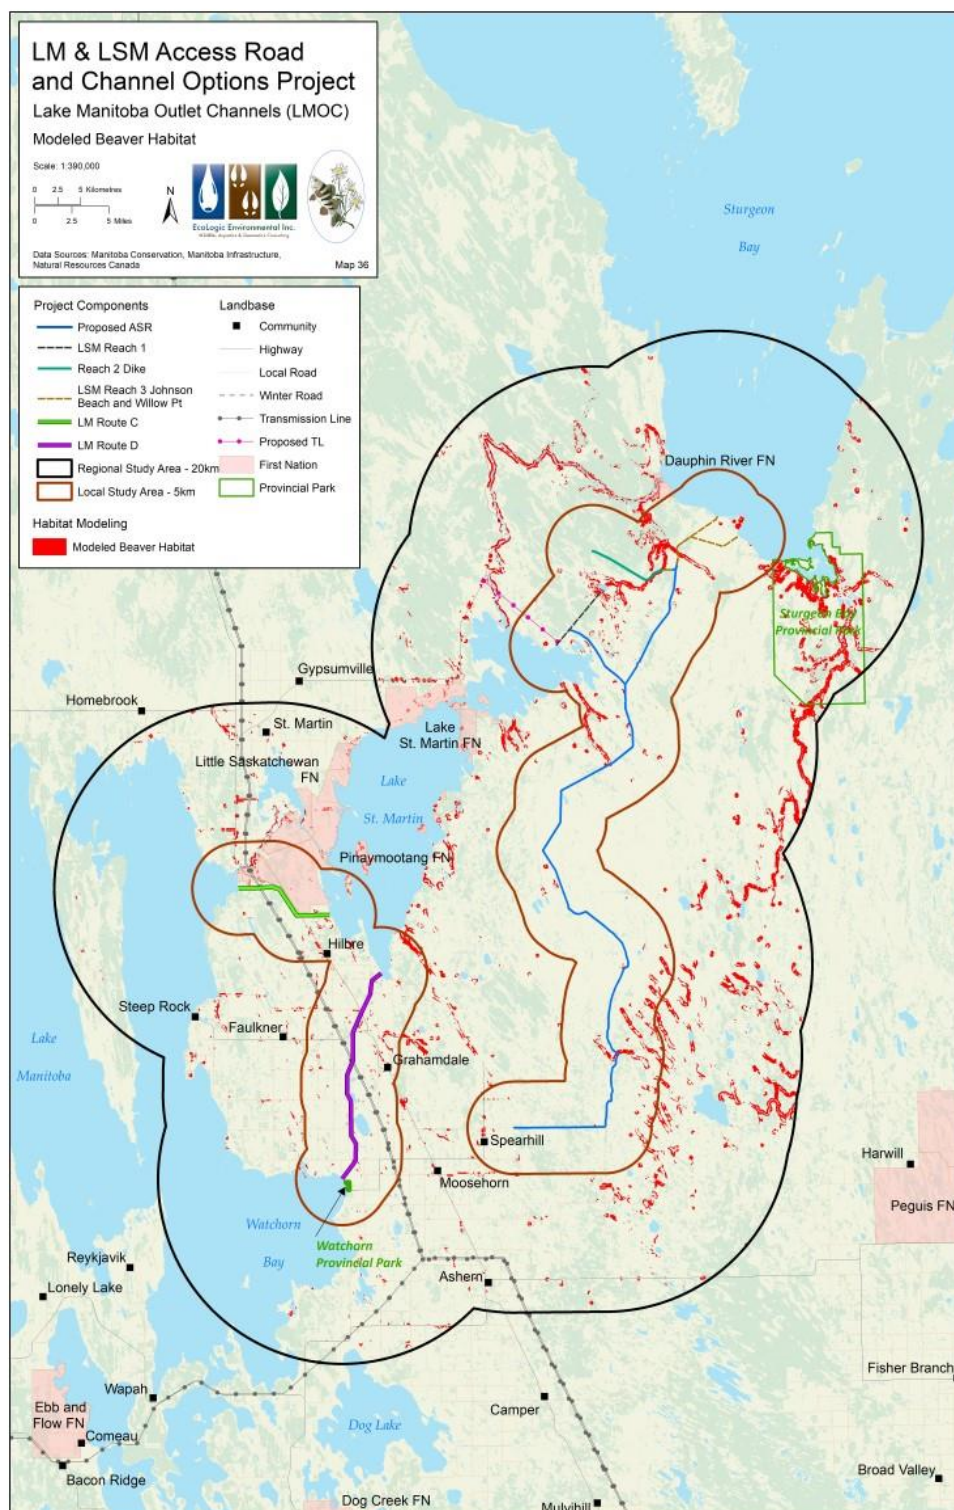 LM & LSM Access Road
and Channel Options Project
Lake Manitoba Outlet Channels (LMOC)
Modeled Beaver Habitat
Scale: 1:390,000
0 2.5 5 Kilometres
0 2.5 5 Miles
N
EcoLogic Environmental Inc.
Data Sources: Manitoba Conservation, Manitoba Infrastructure,
Natural Resources Canada
Map 36
Project Components
Proposed ASR
LSM Reach 1
Reach 2 Dike
LSM Reach 3 Johnson
Beach and Willow Pt
LM Route C
LM Route D
Regional Study Area - 20km
Local Study Area - 5km
Habitat Modeling
Modeled Beaver Habitat
Landbase
Community
Highway
Local Road
Winter Road
Transmission Line
Proposed TL
First Nation
Provincial Park
Sturgeon
Bay
Dauphin River FN
Sturgeon Bay
Provincial Park
Gypsumville
Homebrook
St. Martin
Lake
St. Martin FN
Little Saskatchewan
FN
Lake
St. Martin
Pinaymootang FN
Hilbre
Steep Rock
Faulkner
Lake
Manitoba
Grahamdale
Spearhill
Moosehorn
Harwill
Peguis FN
Watchorn
Bay
Watchorn
Provincial Park
Reykjavik
Lonely Lake
Ashern
Fisher Branch
Wapah
Ebb and
Flow FN
Comeau
Bacon Ridge
Dog Lake
Camper
Broad Valley
Dog Creek FN
Mulvihill